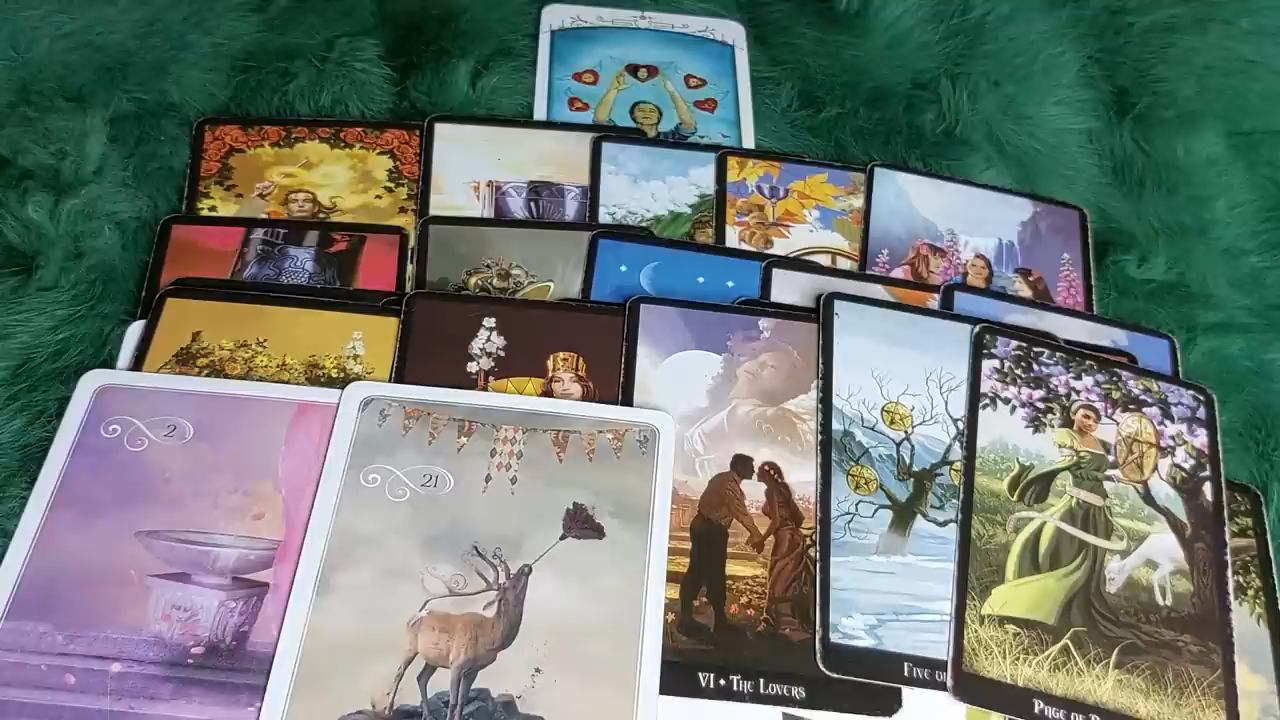 2
21
VI ♦ The Lovers
Five of
Page of